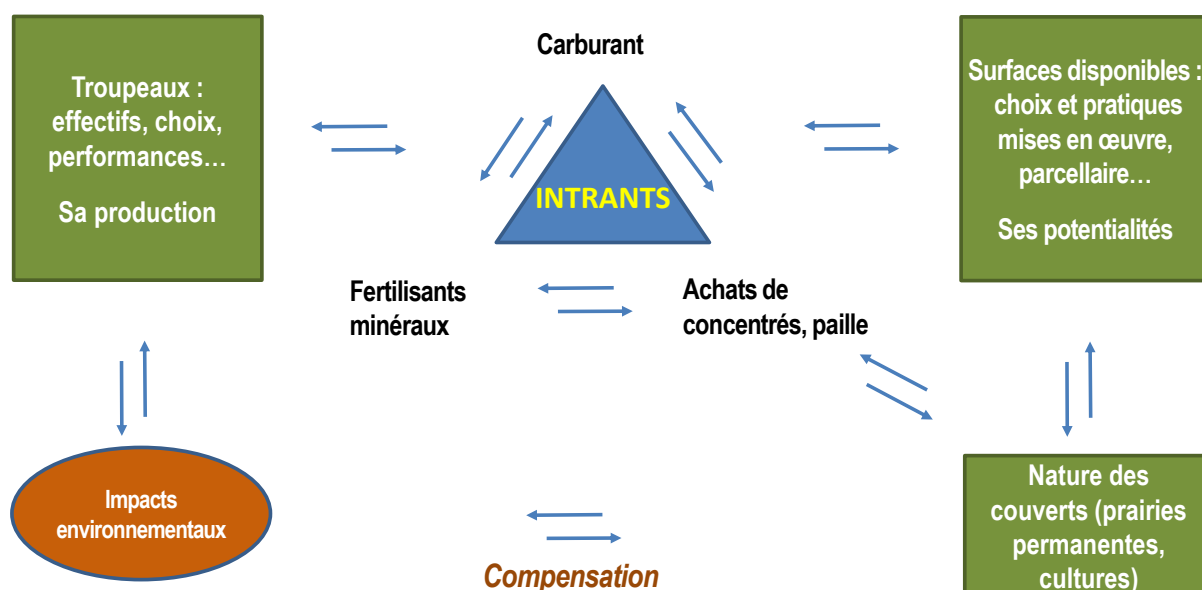 Troupeaux :
effectifs, choix,
performances…
Sa production
Carburant
INTRANTS
Surfaces disponibles :
choix et pratiques
mises en œuvre,
parcellaire…
Ses potentialités
Fertilisants
minéraux
Achats de
concentrés, paille
Impacts
environnementaux
Compensation
Nature des
couverts (prairies
permanentes,
cultures)